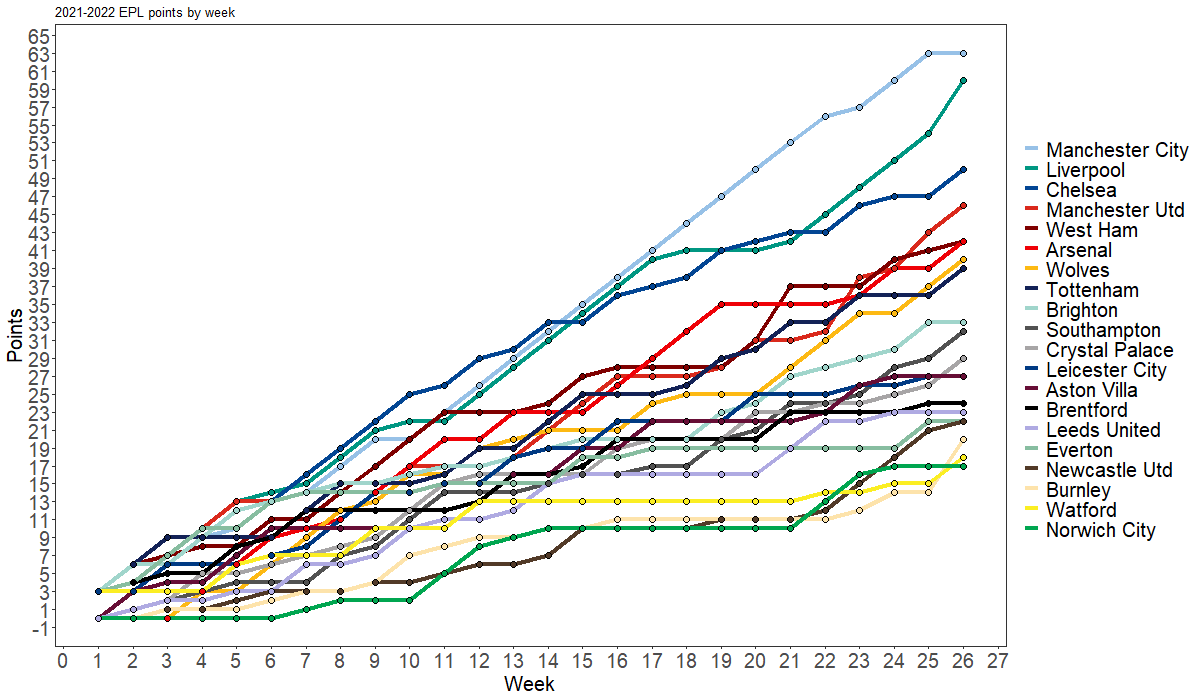 2021-2022 EPL points by week
65
63
61
59
57
55
53
51
49
47
45
43
41
39
37
35
33
31
29
27
25
23
21
19
17
15
13
11
9
7
5
3
1
-1
Points
0 1 2 3 4 5 6 7 8 9 10 11 12 13 14 15 16 17 18 19 20 21 22 23 24 25 26 27
Week
Manchester City
Liverpool
Chelsea
Manchester Utd
West Ham
Arsenal
Wolves
Tottenham
Brighton
Southampton
Crystal Palace
Leicester City
Aston Villa
Brentford
Leeds United
Everton
Newcastle Utd
Burnley
Watford
Norwich City